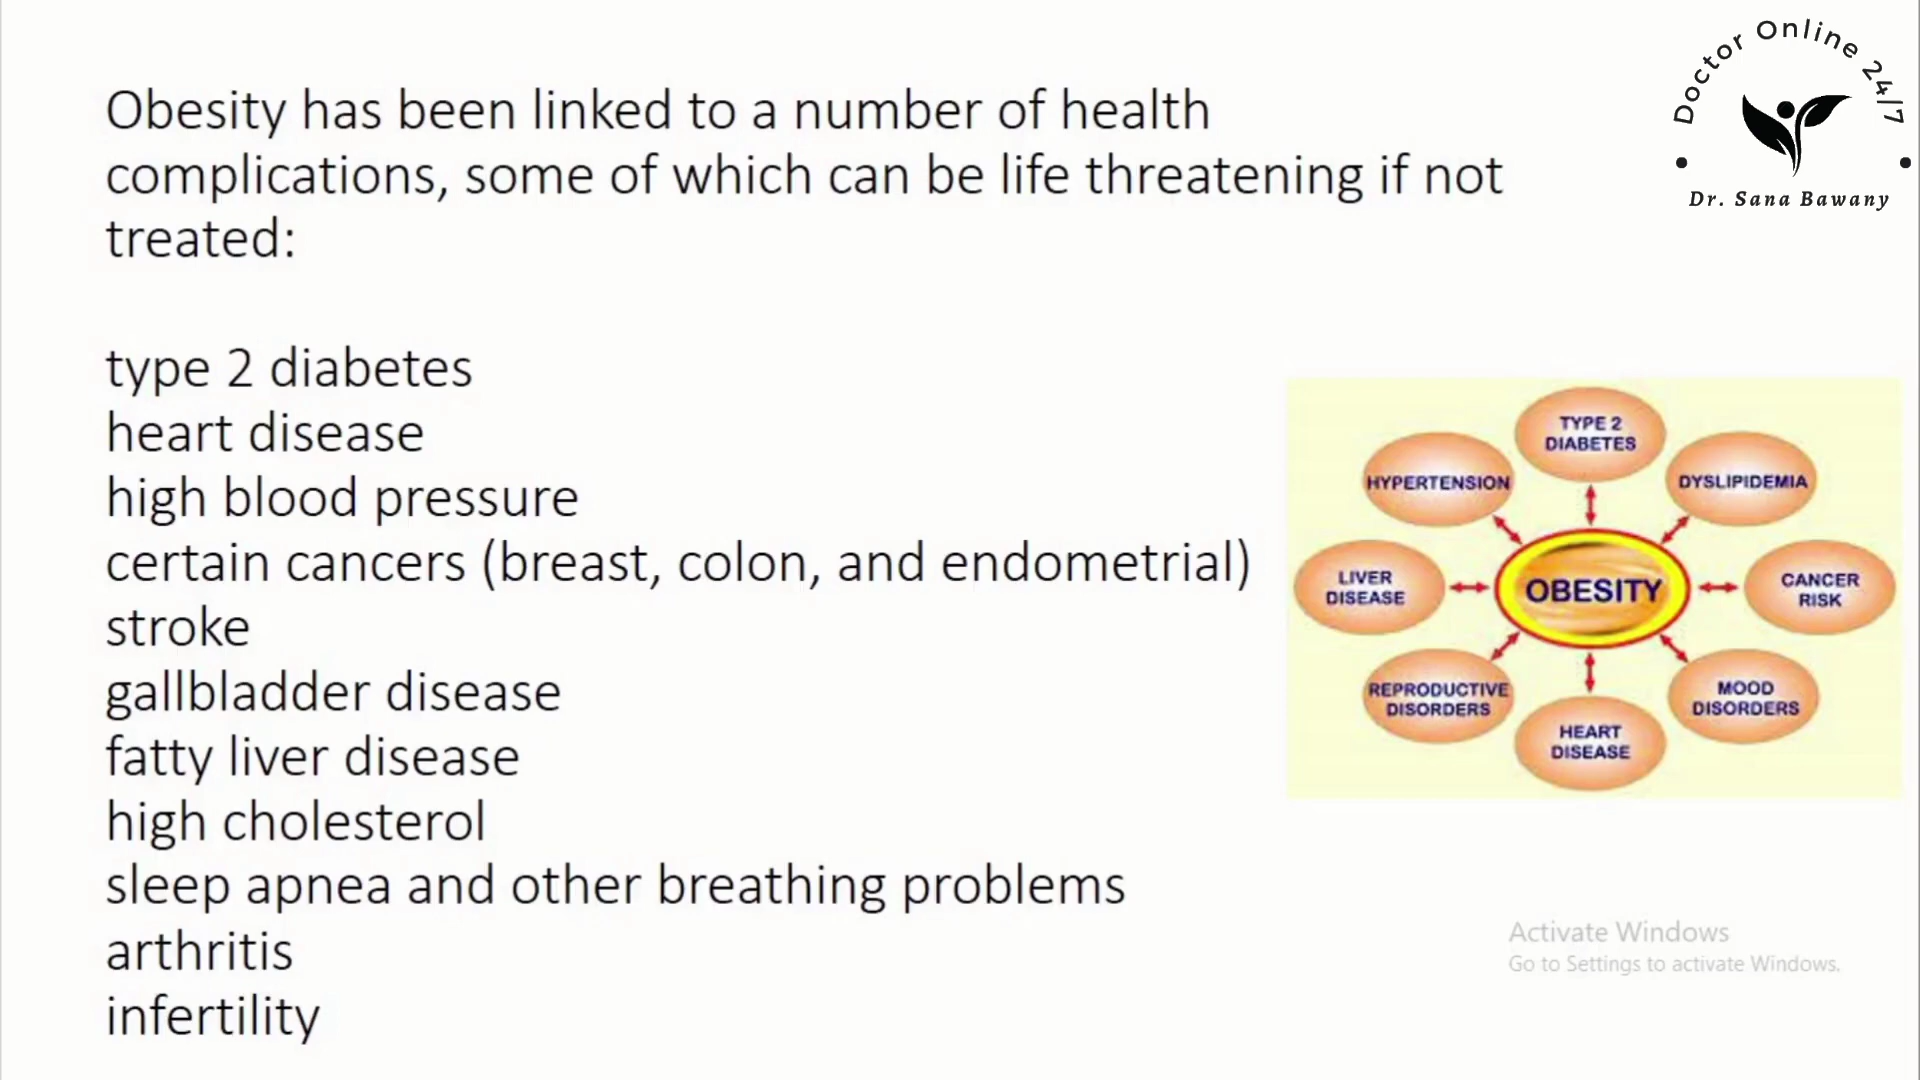 Obesity has been linked to a number of health
complications, some of which can be life threatening if not
treated:
type 2 diabetes
heart disease
high blood pressure
certain cancers (breast, colon, and endometrial)
stroke
gallbladder disease
fatty liver disease
high cholesterol
sleep apnea and other breathing problems
arthritis
infertility
Doctor Online 24/7
Dr. Sana Bawany
TYPE 2
DIABETES
HYPERTENSION
DYSLIPIDEMIA
LIVER
DISEASE
OBESITY
CANCER
RISK
REPRODUCTIVE
DISORDERS
MOOD
DISORDERS
HEART
DISEASE
Activate Windows
Go to Settings to activate Windows.